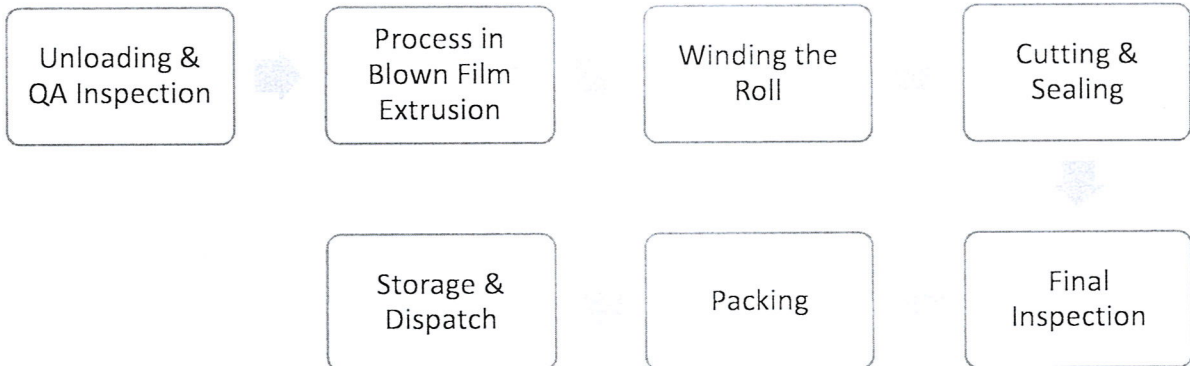 Unloading &
QA Inspection
Process in
Blown Film
Extrusion
Winding the
Roll
Cutting &
Sealing
Final
Inspection
Packing
Storage &
Dispatch